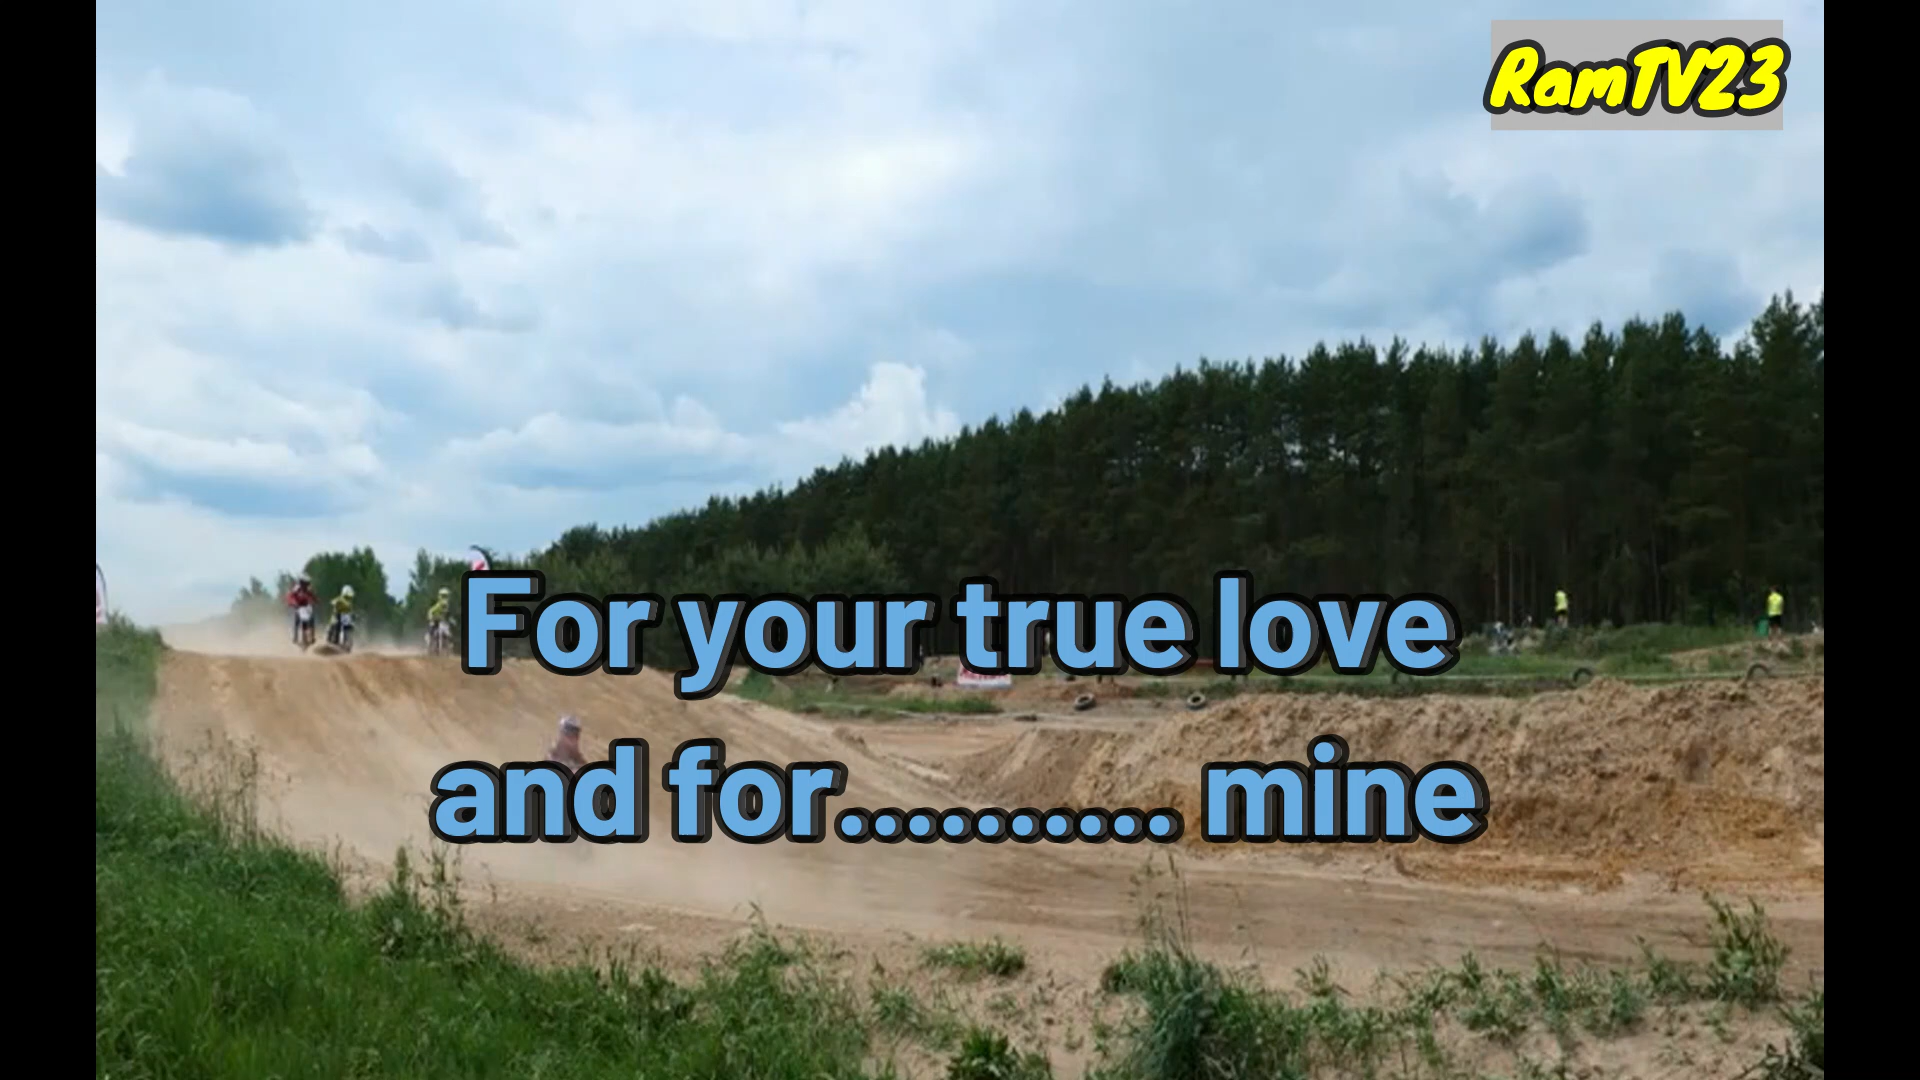 RamTV23
For your true love
and for.......... mine